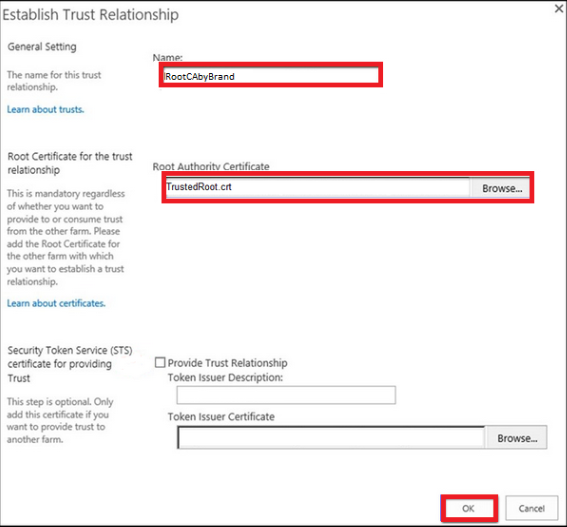 Establish Trust Relationship
General Setting
The name for this trust
relationship.
Learn about trusts.
Name:
RootCAbyBrand
Root Certificate for the trust
relationship
This is mandatory regardless
of whether you want to
provide to or consume trust
from the other farm. Please
add the Root Certificate for
the other farm with which
you want to establish a trust
relationship.
Learn about certificates.
Root Authority Certificate
TrustedRoot.crt Browse...
Security Token Service (STS)
certificate for providing
Trust
This step is optional. Only
add this certificate if you
want to provide trust to
another farm.
Provide Trust Relationship
Token Issuer Description:
Token Issuer Certificate
Browse...
OK Cancel